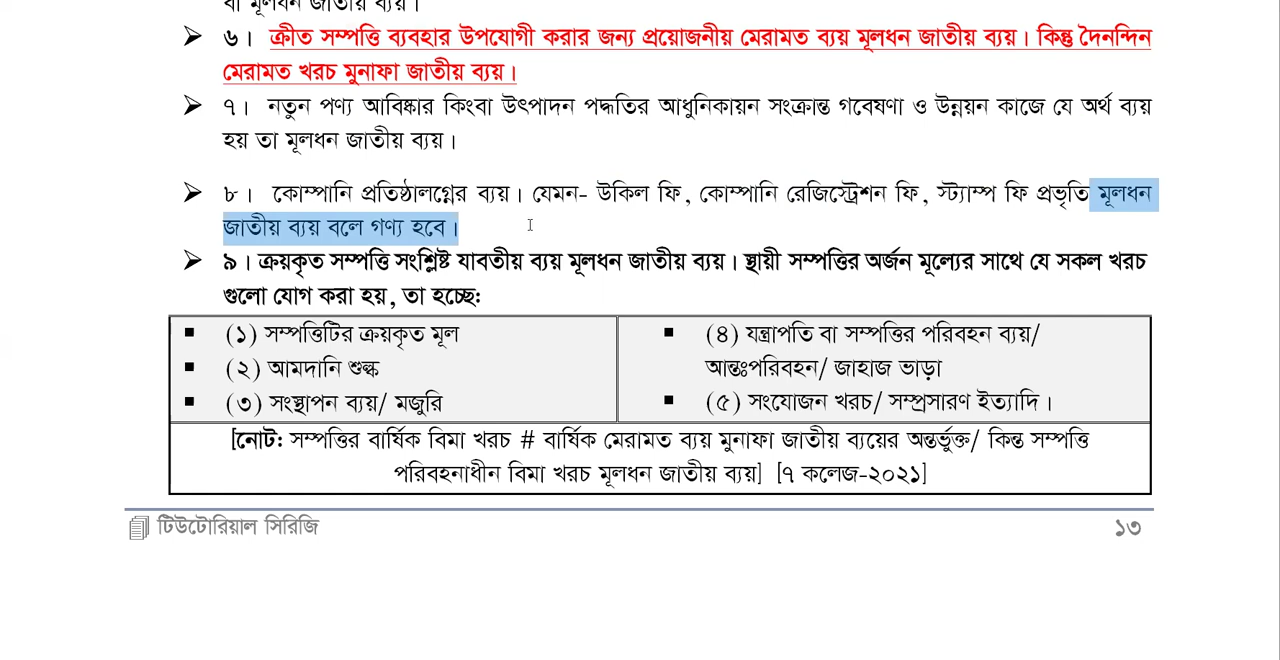 বা মূলধন জাতীয় ব্যয়।
➢ ৬। ক্রীত সম্পত্তি ব্যবহার উপযোগী করার জন্য প্রয়োজনীয় মেরামত ব্যয় মূলধন জাতীয় ব্যয়। কিন্তু দৈনন্দিন
মেরামত খরচ মুনাফা জাতীয় ব্যয়।
➢ ৭। নতুন পণ্য আবিষ্কার কিংবা উৎপাদন পদ্ধতির আধুনিকায়ন সংক্রান্ত গবেষণা ও উন্নয়ন কাজে যে অর্থ ব্যয়
হয় তা মূলধন জাতীয় ব্যয়।
➢ ৮। কোম্পানি প্রতিষ্ঠালগ্নের ব্যয়। যেমন- উকিল ফি, কোম্পানি রেজিস্ট্রেশন ফি, স্ট্যাম্প ফি প্রভৃতি মূলধন
জাতীয় ব্যয় বলে গণ্য হবে।
➢ ৯। ক্রয়কৃত সম্পত্তি সংশ্লিষ্ট যাবতীয় ব্যয় মূলধন জাতীয় ব্যয়। স্থায়ী সম্পত্তির অর্জন মূল্যের সাথে যে সকল খরচ
গুলো যোগ করা হয়, তা হচ্ছে:
▪ (১) সম্পত্তিটির ক্রয়কৃত মূল
▪ (২) আমদানি শুল্ক
▪ (৩) সংস্থাপন ব্যয়/ মজুরি
▪ (৪) যন্ত্রাপতি বা সম্পত্তির পরিবহন ব্যয়/
আন্তঃপরিবহন/ জাহাজ ভাড়া
▪ (৫) সংযোজন খরচ/ সম্প্রসারণ ইত্যাদি।
[নোট: সম্পত্তির বার্ষিক বিমা খরচ # বার্ষিক মেরামত ব্যয় মুনাফা জাতীয় ব্যয়ের অন্তর্ভুক্ত/ কিন্ত সম্পত্তি
পরিবহনাধীন বিমা খরচ মূলধন জাতীয় ব্যয়] [৭ কলেজ-২০২১]
টিউটোরিয়াল সিরিজি ১৩